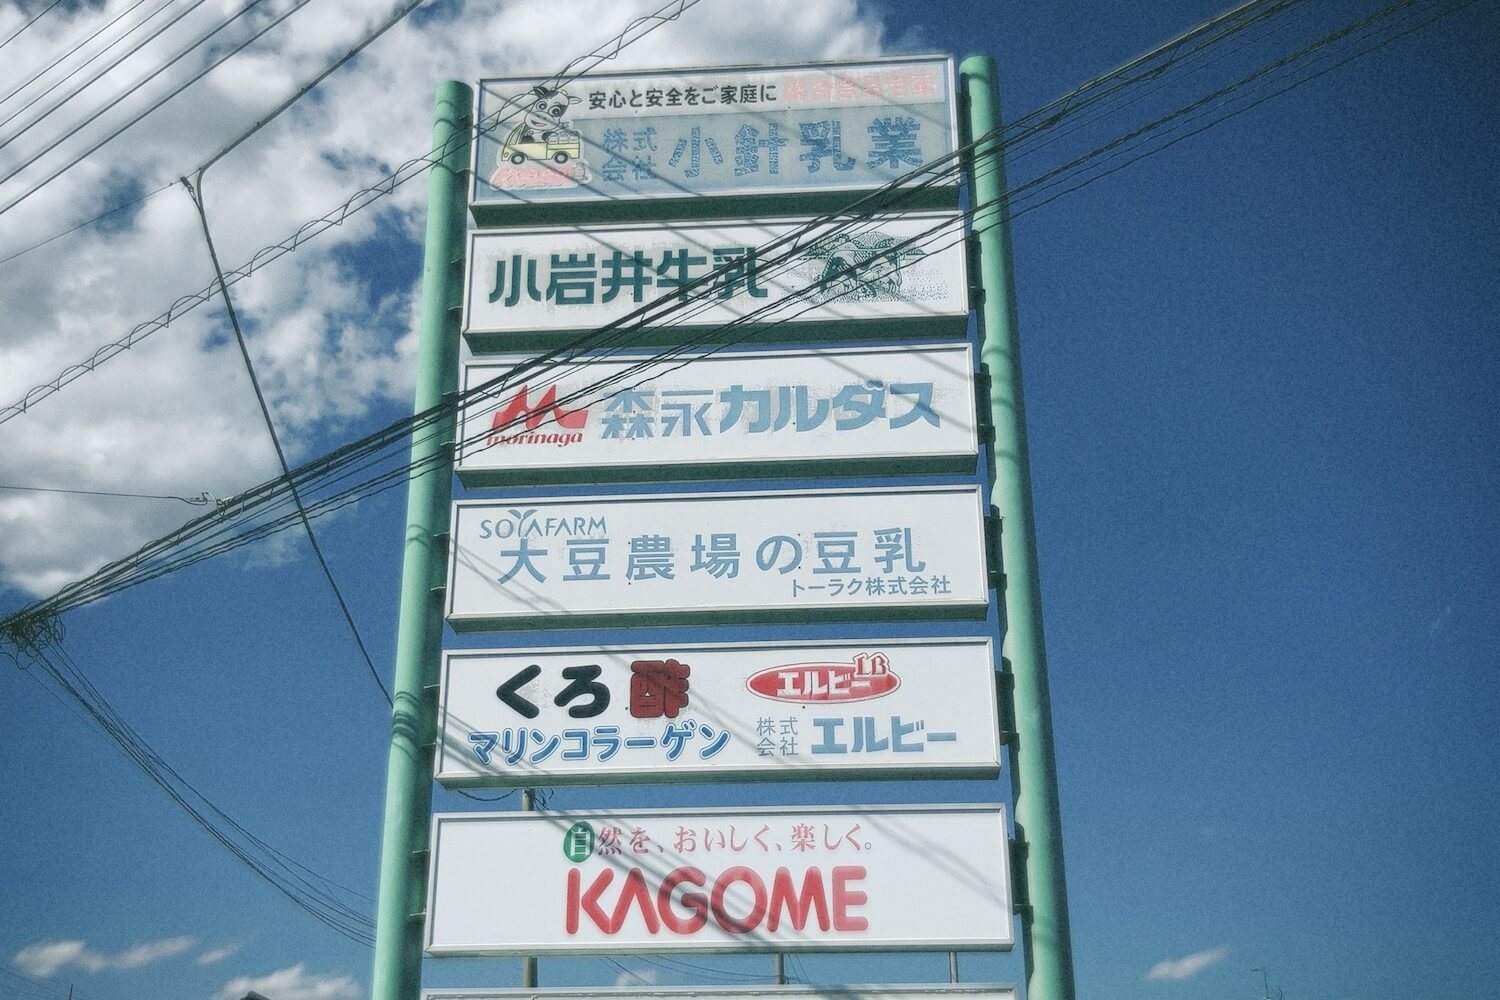 安心と安全をご家庭に
株式会社 小針乳業
小岩井牛乳
morinaga 森永カルダス
SOYAFARM
大豆農場の豆乳
トーラク株式会社
くろ酢
マリンコラーゲン
エルビー LB
株式会社 エルビー
自然を、おいしく、楽しく。
KAGOME